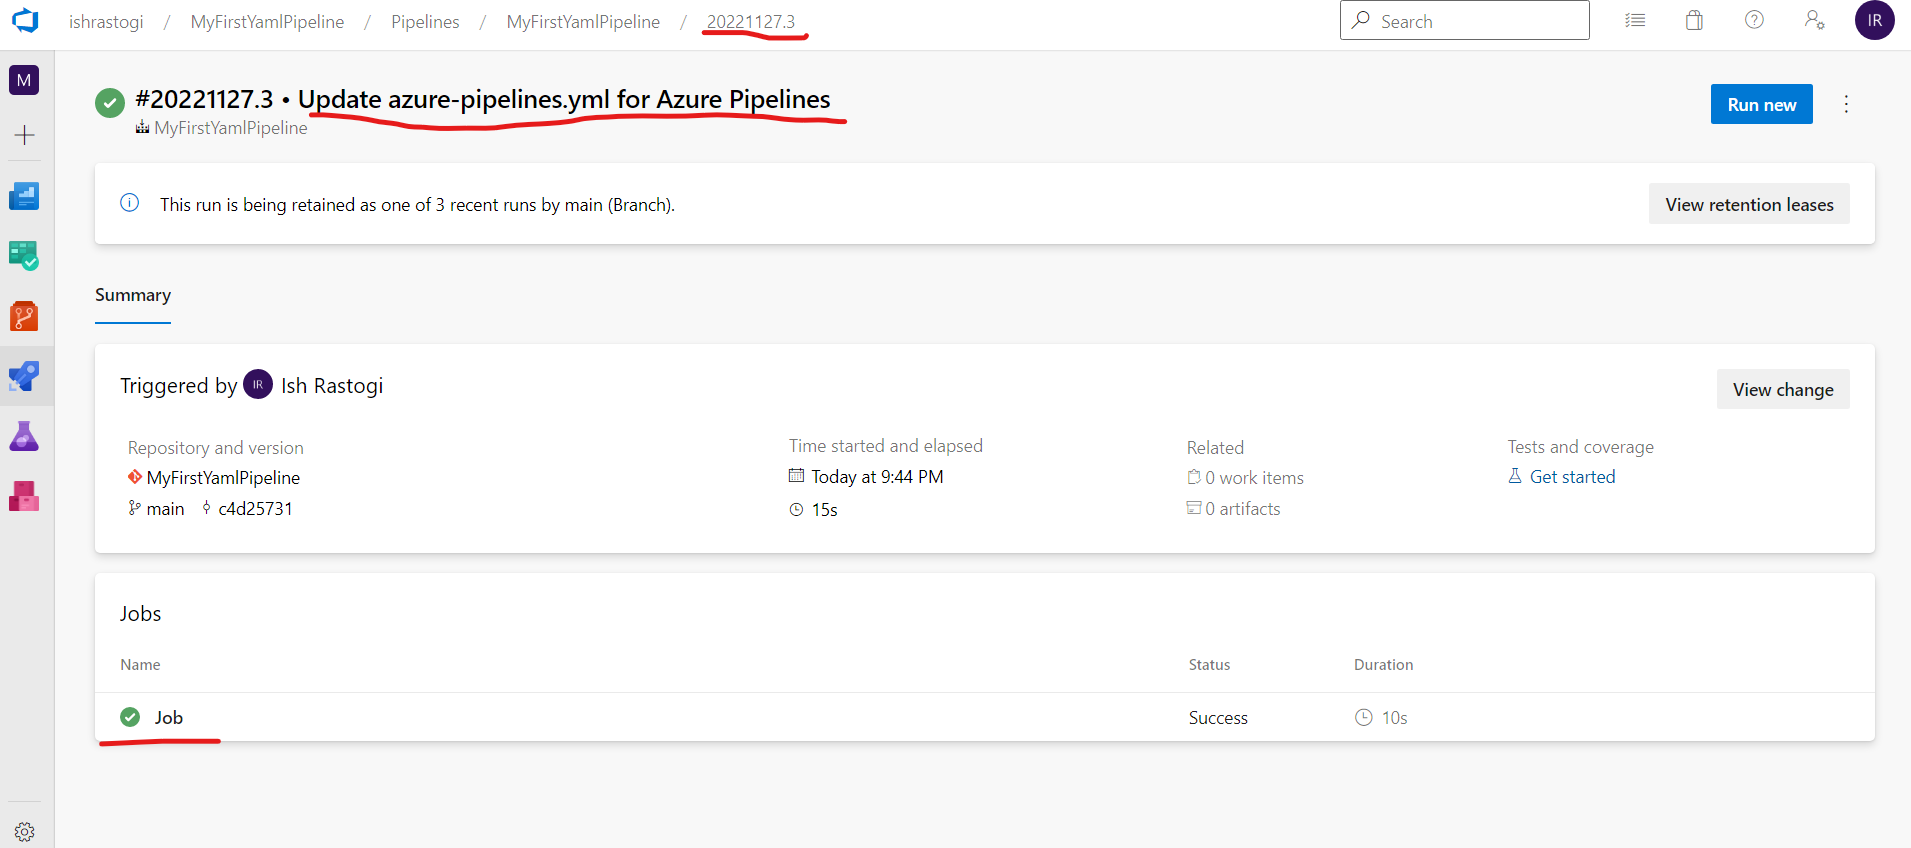 ishrastogi / MyFirstYamlPipeline / Pipelines / MyFirstYamlPipeline / 20221127.3
Search
IR
M
#20221127.3 • Update azure-pipelines.yml for Azure Pipelines
Run new
MyFirstYamlPipeline
This run is being retained as one of 3 recent runs by main (Branch).
View retention leases
Summary
Triggered by IR Ish Rastogi
View change
Repository and version
MyFirstYamlPipeline
main c4d25731
Time started and elapsed
Today at 9:44 PM
15s
Related
0 work items
0 artifacts
Tests and coverage
Get started
Jobs
Name Status Duration
Job Success 10s